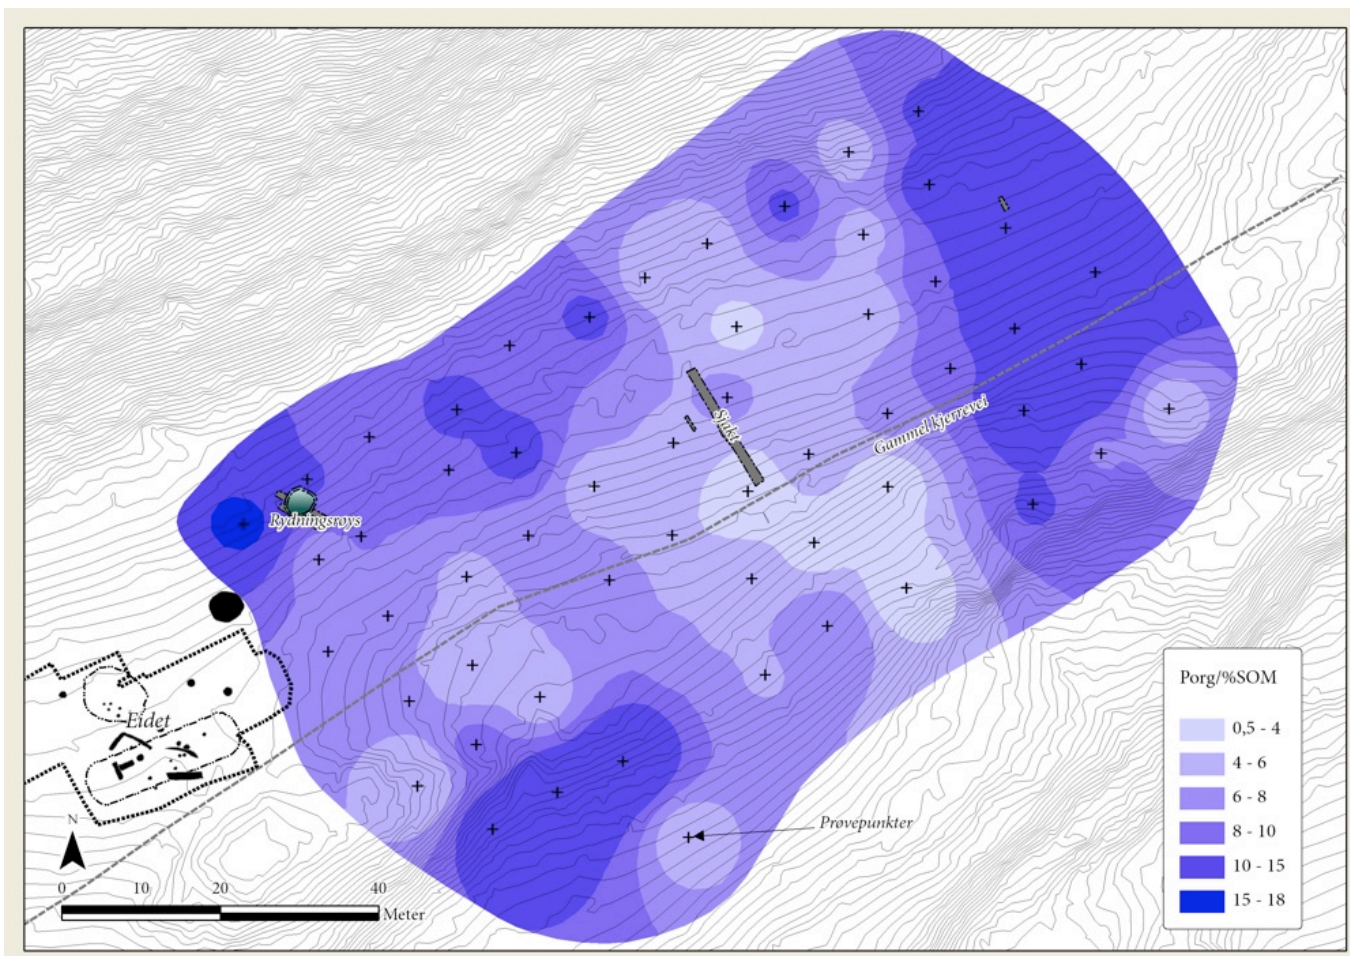 Gammel kjerrevei
Sjakt
Rydningsrøys
Eidet
Prøvepunkter
N
0 10 20 40
Meter
Porg/%SOM
0,5 - 4
4 - 6
6 - 8
8 - 10
10 - 15
15 - 18